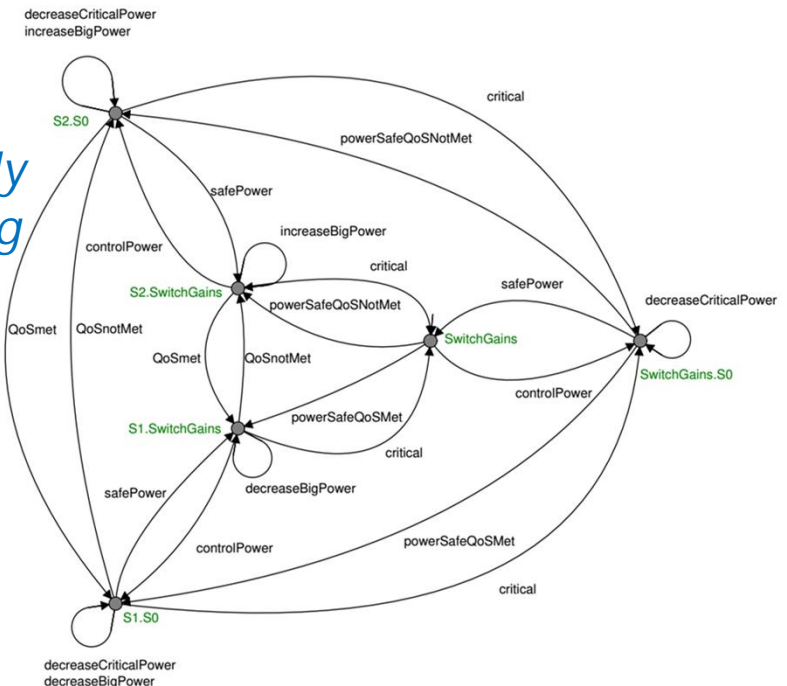 decreaseCriticalPower
increaseBigPower
critical
S2.S0
powerSafeQoSNotMet
ly
g
safePower
increaseBigPower
controlPower
critical
safePower
S2.SwitchGains
powerSafeQoSNotMet
decreaseCriticalPower
QoSmet
QoSnotMet
SwitchGains
QoSmet
QoSnotMet
SwitchGains.S0
controlPower
powerSafeQoSMet
S1.SwitchGains
critical
decreaseBigPower
safePower
controlPower
powerSafeQoSMet
critical
S1.S0
decreaseCriticalPower
decreaseBigPower